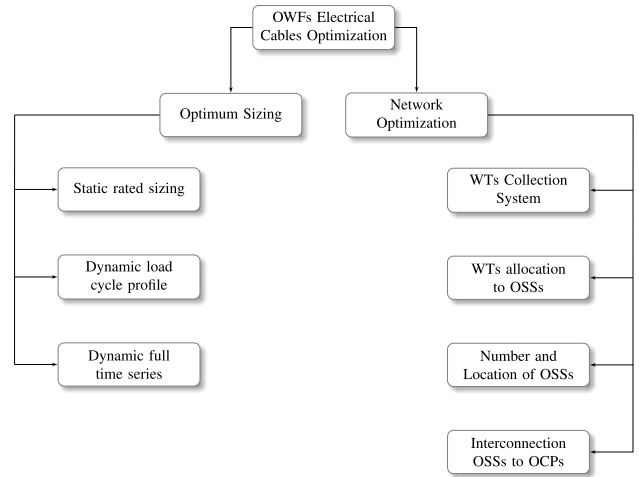 OWFs Electrical
Cables Optimization
Optimum Sizing
Network
Optimization
Static rated sizing
Dynamic load
cycle profile
Dynamic full
time series
WTs Collection
System
WTs allocation
to OSSs
Number and
Location of OSSs
Interconnection
OSSs to OCPs